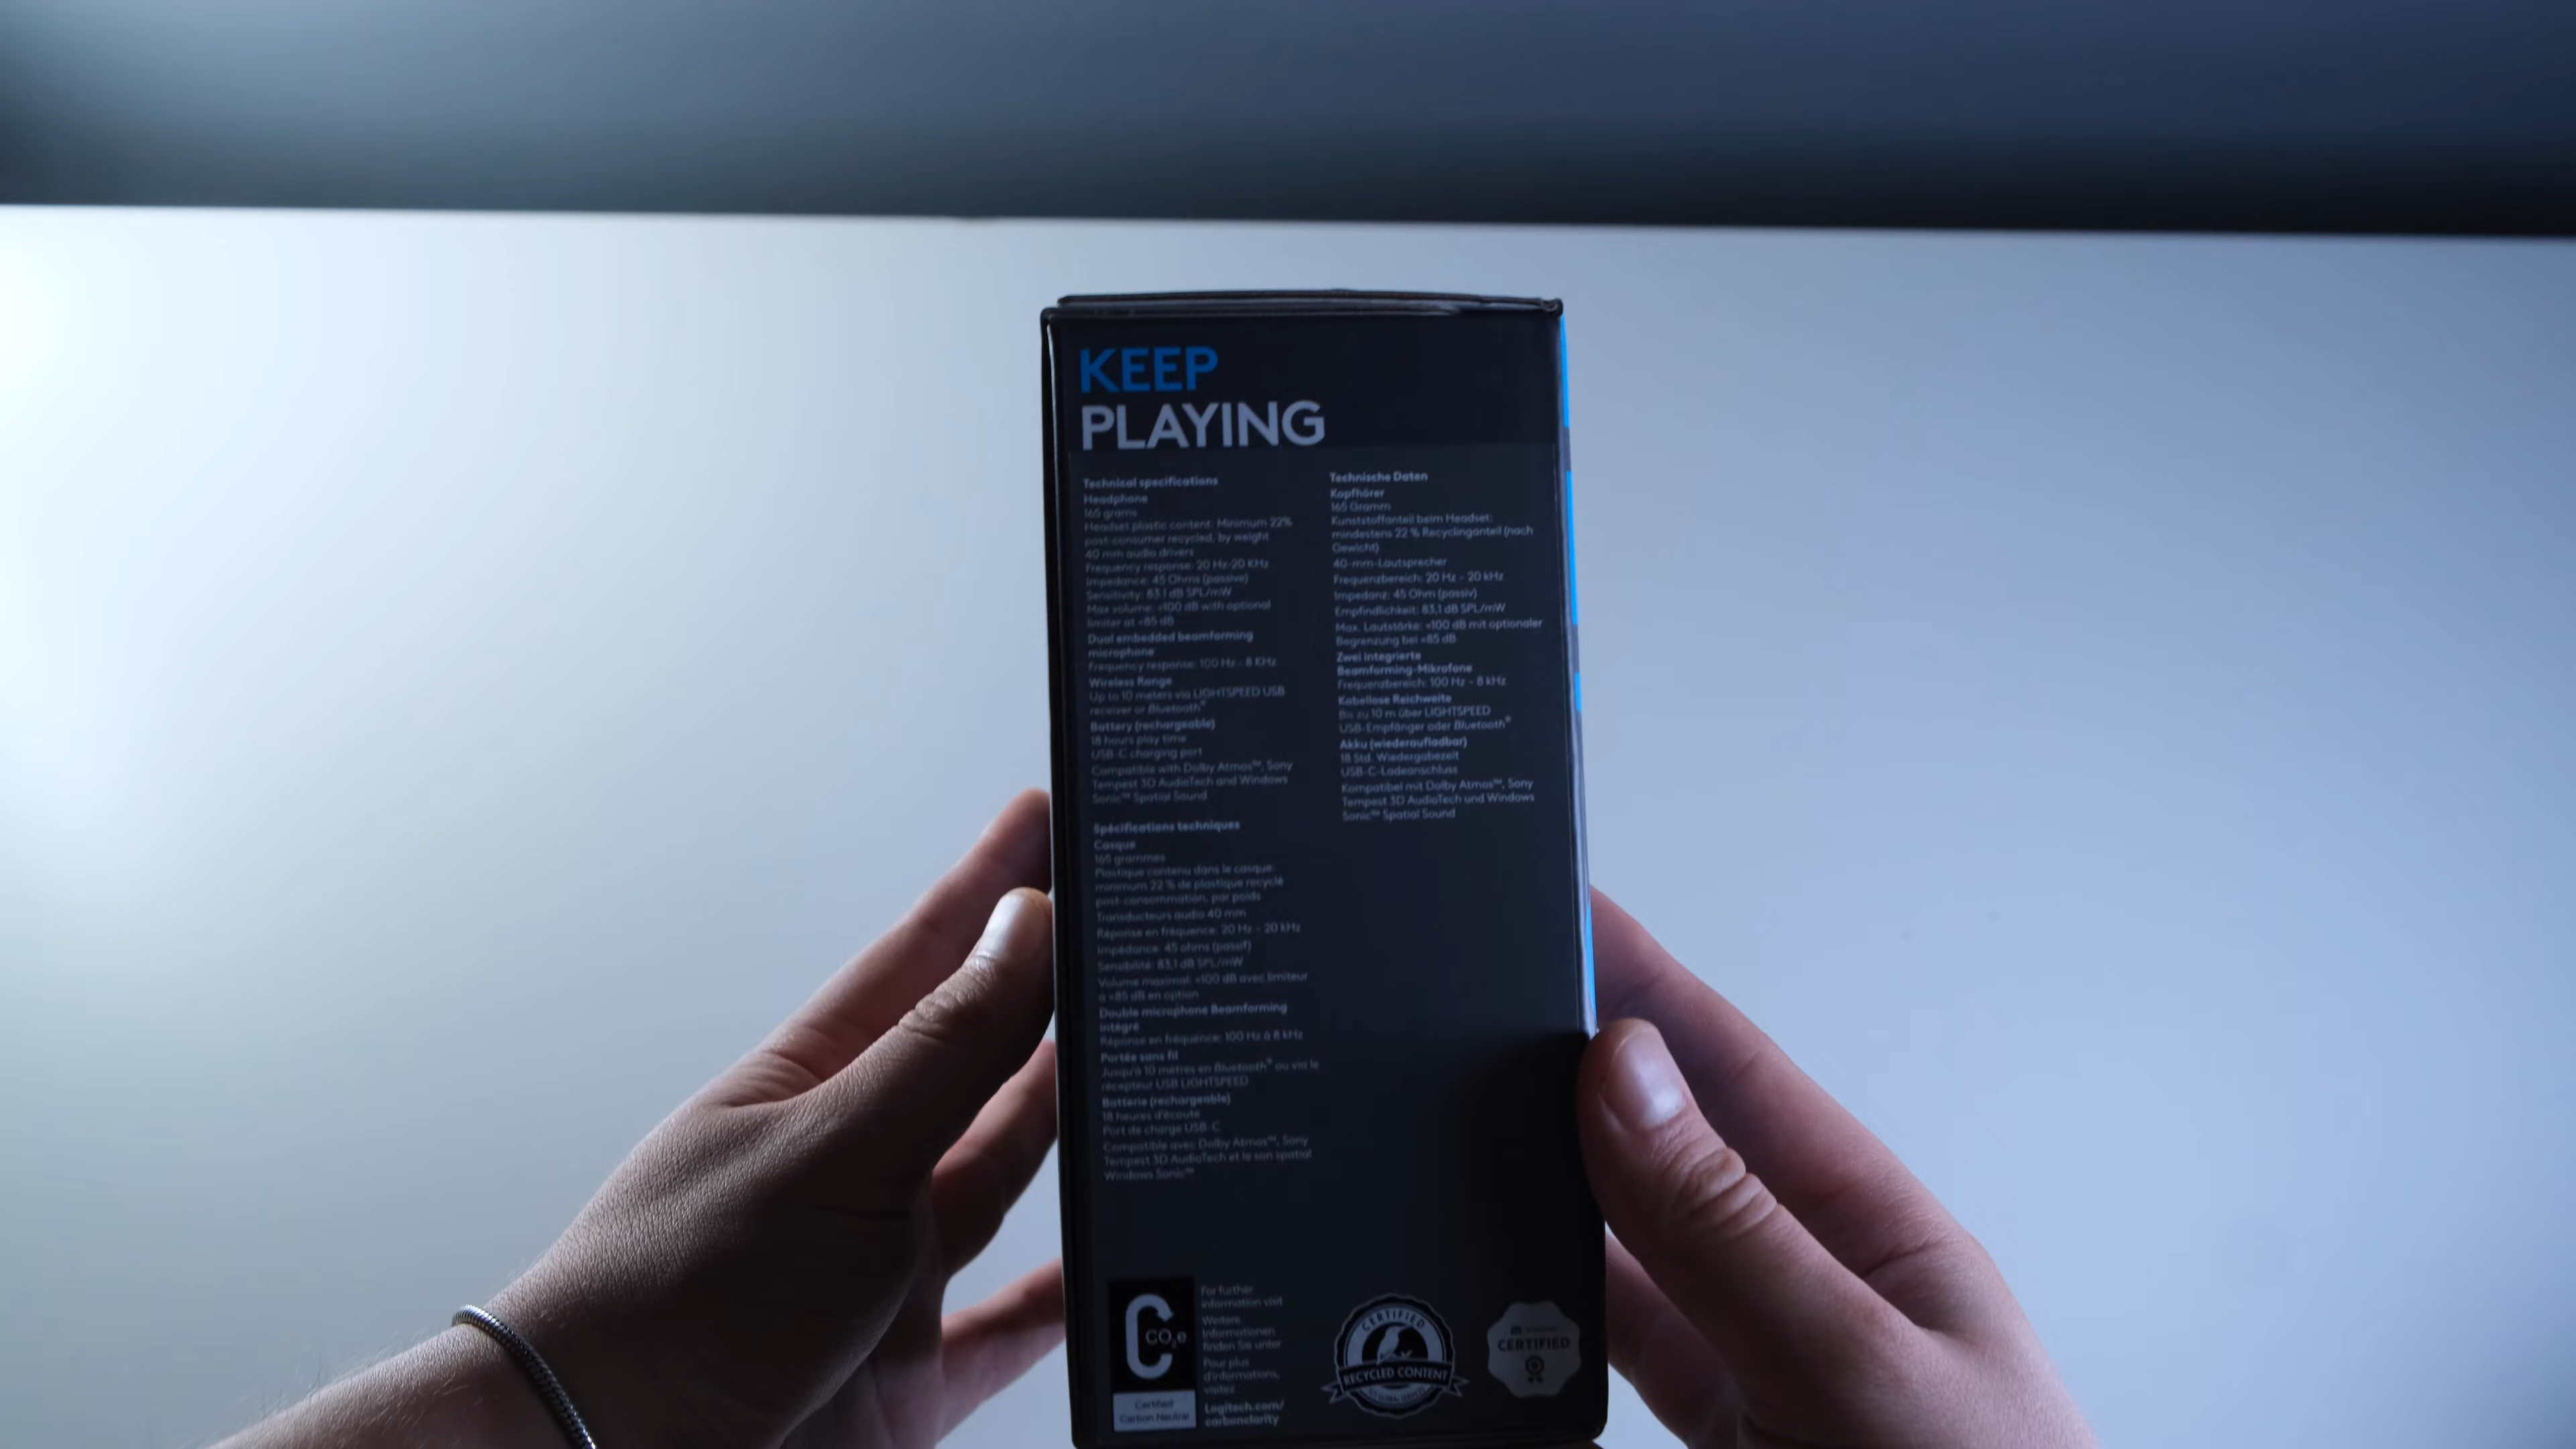 KEEP
PLAYING
Technical specifications
Headphone
165 grams
Headset plastic content: Minimum 22%
post-consumer recycled, by weight
40 mm audio drivers
Frequency response: 20 Hz-20 KHz
Impedance: 45 Ohms (passive)
Sensitivity: 83.1 dB SPL/mW
Max volume: <100 dB with optional
limiter at <85 dB
Dual embedded beamforming
microphone
Frequency response: 100 Hz - 8 KHz
Wireless Range
Up to 10 meters via LIGHTSPEED USB
receiver or Bluetooth®
Battery (rechargeable)
18 hours play time
USB-C charging port
Compatible with Dolby Atmos™, Sony
Tempest 3D AudioTech and Windows
Sonic™ Spatial Sound
Spécifications techniques
Casque
165 grammes
Plastique contenu dans le casque:
minimum 22 % de plastique recyclé
post-consommation, par poids
Transducteurs audio 40 mm
Réponse en fréquence: 20 Hz - 20 kHz
Impédance: 45 ohms (passif)
Sensibilité: 83,1 dB SPL/mW
Volume maximal: <100 dB avec limiteur
à <85 dB en option
Double microphone Beamforming
intégré
Réponse en fréquence: 100 Hz à 8 kHz
Portée sans fil
Jusqu'à 10 mètres en Bluetooth® ou via le
récepteur USB LIGHTSPEED
Batterie (rechargeable)
18 heures d'écoute
Port de charge USB-C
Compatible avec Dolby Atmos™, Sony
Tempest 3D AudioTech et le son spatial
Windows Sonic™
Technische Daten
Kopfhörer
165 Gramm
Kunststoffanteil beim Headset:
mindestens 22 % Recyclinganteil (nach
Gewicht)
40-mm-Lautsprecher
Frequenzbereich: 20 Hz - 20 kHz
Impedanz: 45 Ohm (passiv)
Empfindlichkeit: 83,1 dB SPL/mW
Max. Lautstärke: <100 dB mit optionaler
Begrenzung bei <85 dB
Zwei integrierte
Beamforming-Mikrofone
Frequenzbereich: 100 Hz - 8 kHz
Kabellose Reichweite
Bis zu 10 m über LIGHTSPEED
USB-Empfänger oder Bluetooth®
Akku (wiederaufladbar)
18 Std. Wiedergabezeit
USB-C-Ladeanschluss
Kompatibel mit Dolby Atmos™, Sony
Tempest 3D AudioTech und Windows
Sonic™ Spatial Sound
CO₂e
Certified
Carbon Neutral
For further
information visit
Weitere
Informationen
finden Sie unter
Pour plus
d'informations,
visitez
Logitech.com/
carbonclarity
CERTIFIED
RECYCLED CONTENT
CERTIFIED